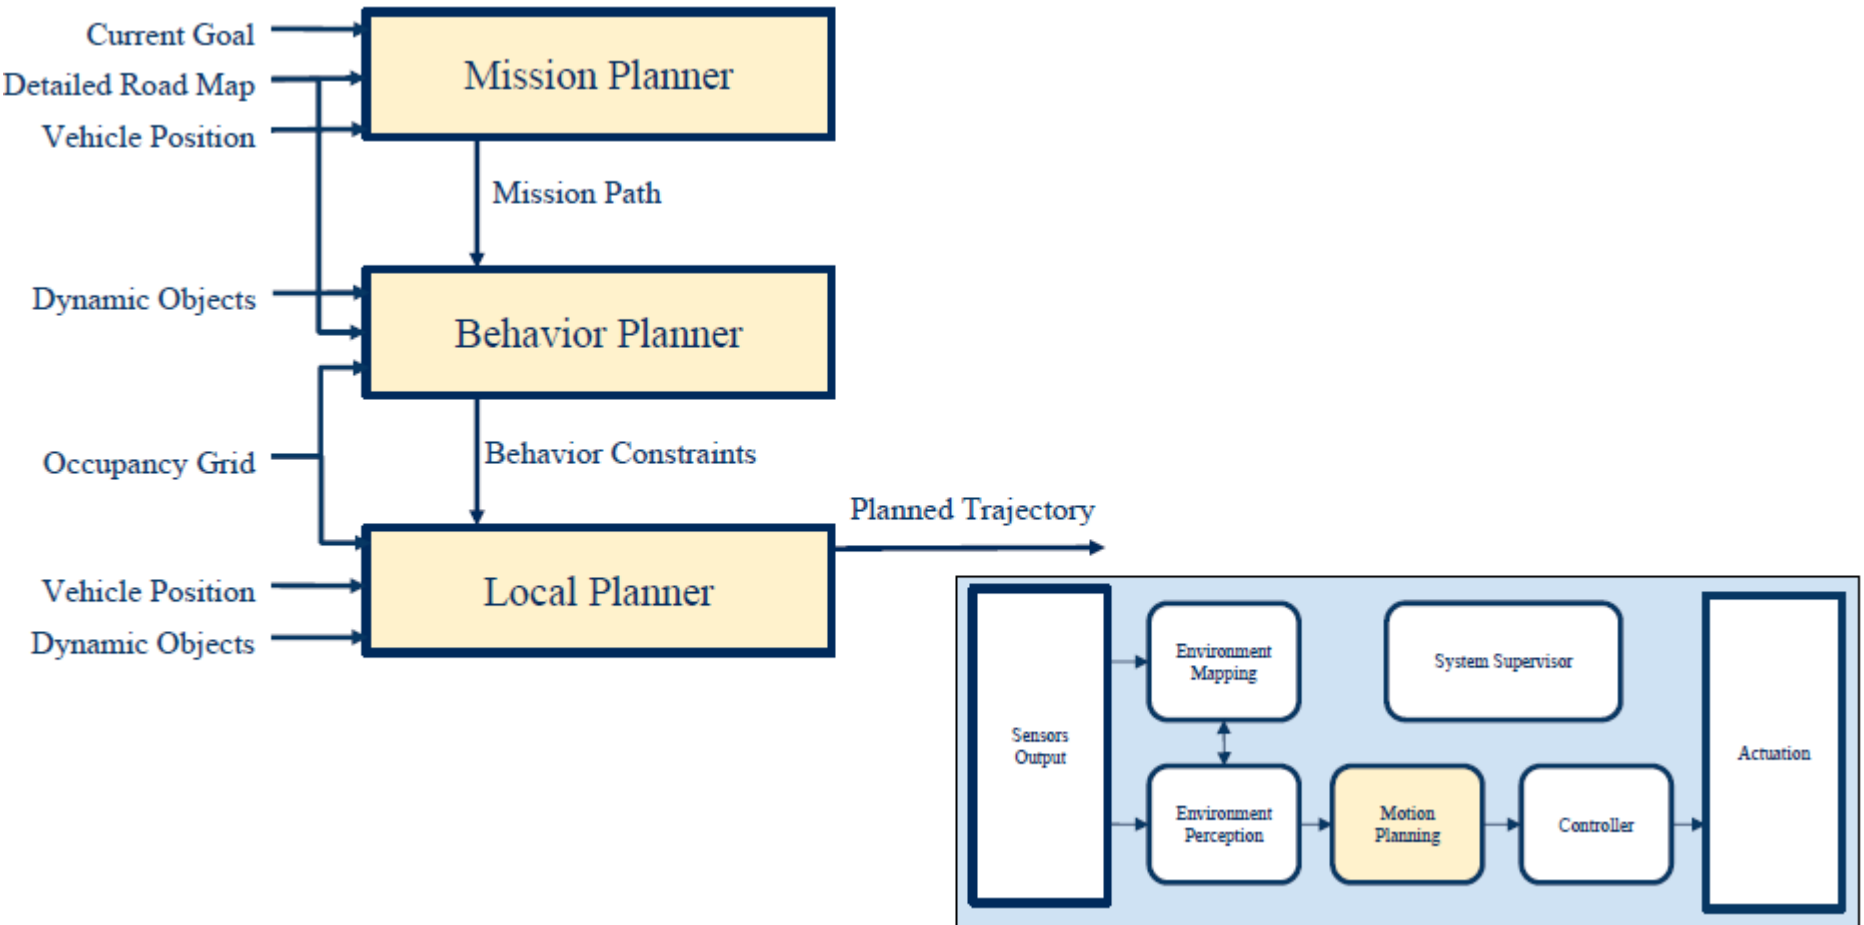 Current Goal
Detailed Road Map
Vehicle Position
Mission Planner
Mission Path
Dynamic Objects
Behavior Planner
Occupancy Grid
Behavior Constraints
Planned Trajectory
Vehicle Position
Dynamic Objects
Local Planner
Sensors
Output
Environment
Mapping
System Supervisor
Environment
Perception
Motion
Planning
Controller
Actuation